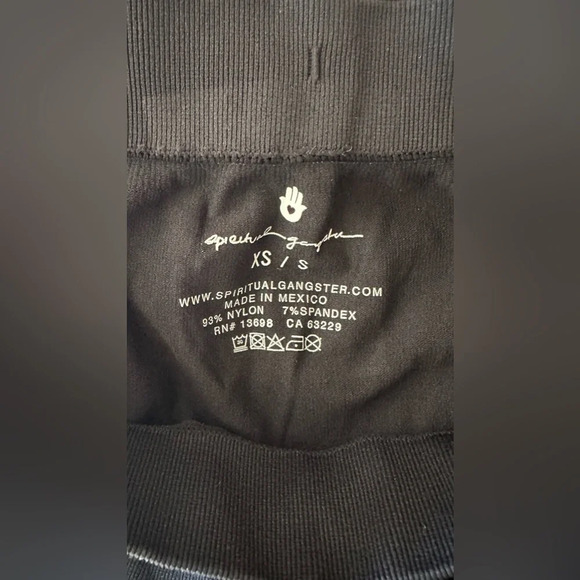 spiritual gangster
XS / S
WWW.SPIRITUALGANGSTER.COM
MADE IN MEXICO
93% NYLON 7%SPANDEX
RN# 13698 CA 63229